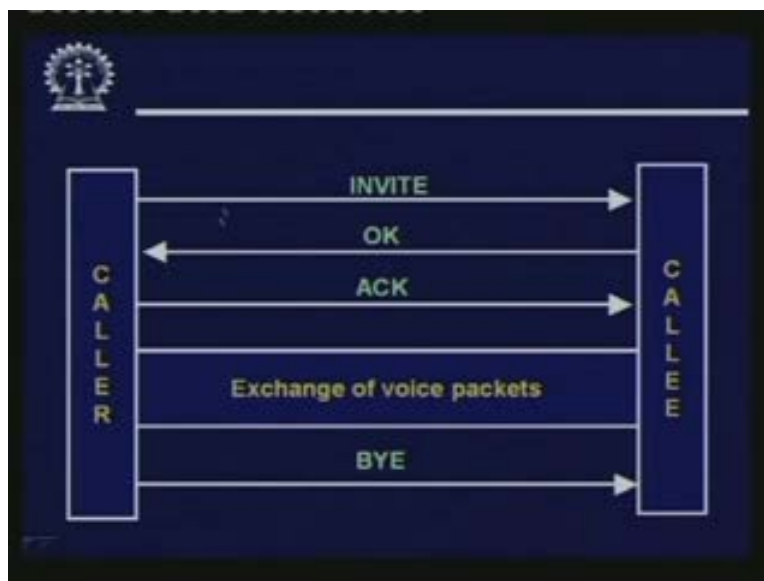 INVITE
OK
ACK
Exchange of voice packets
BYE
CALLER
CALLEE